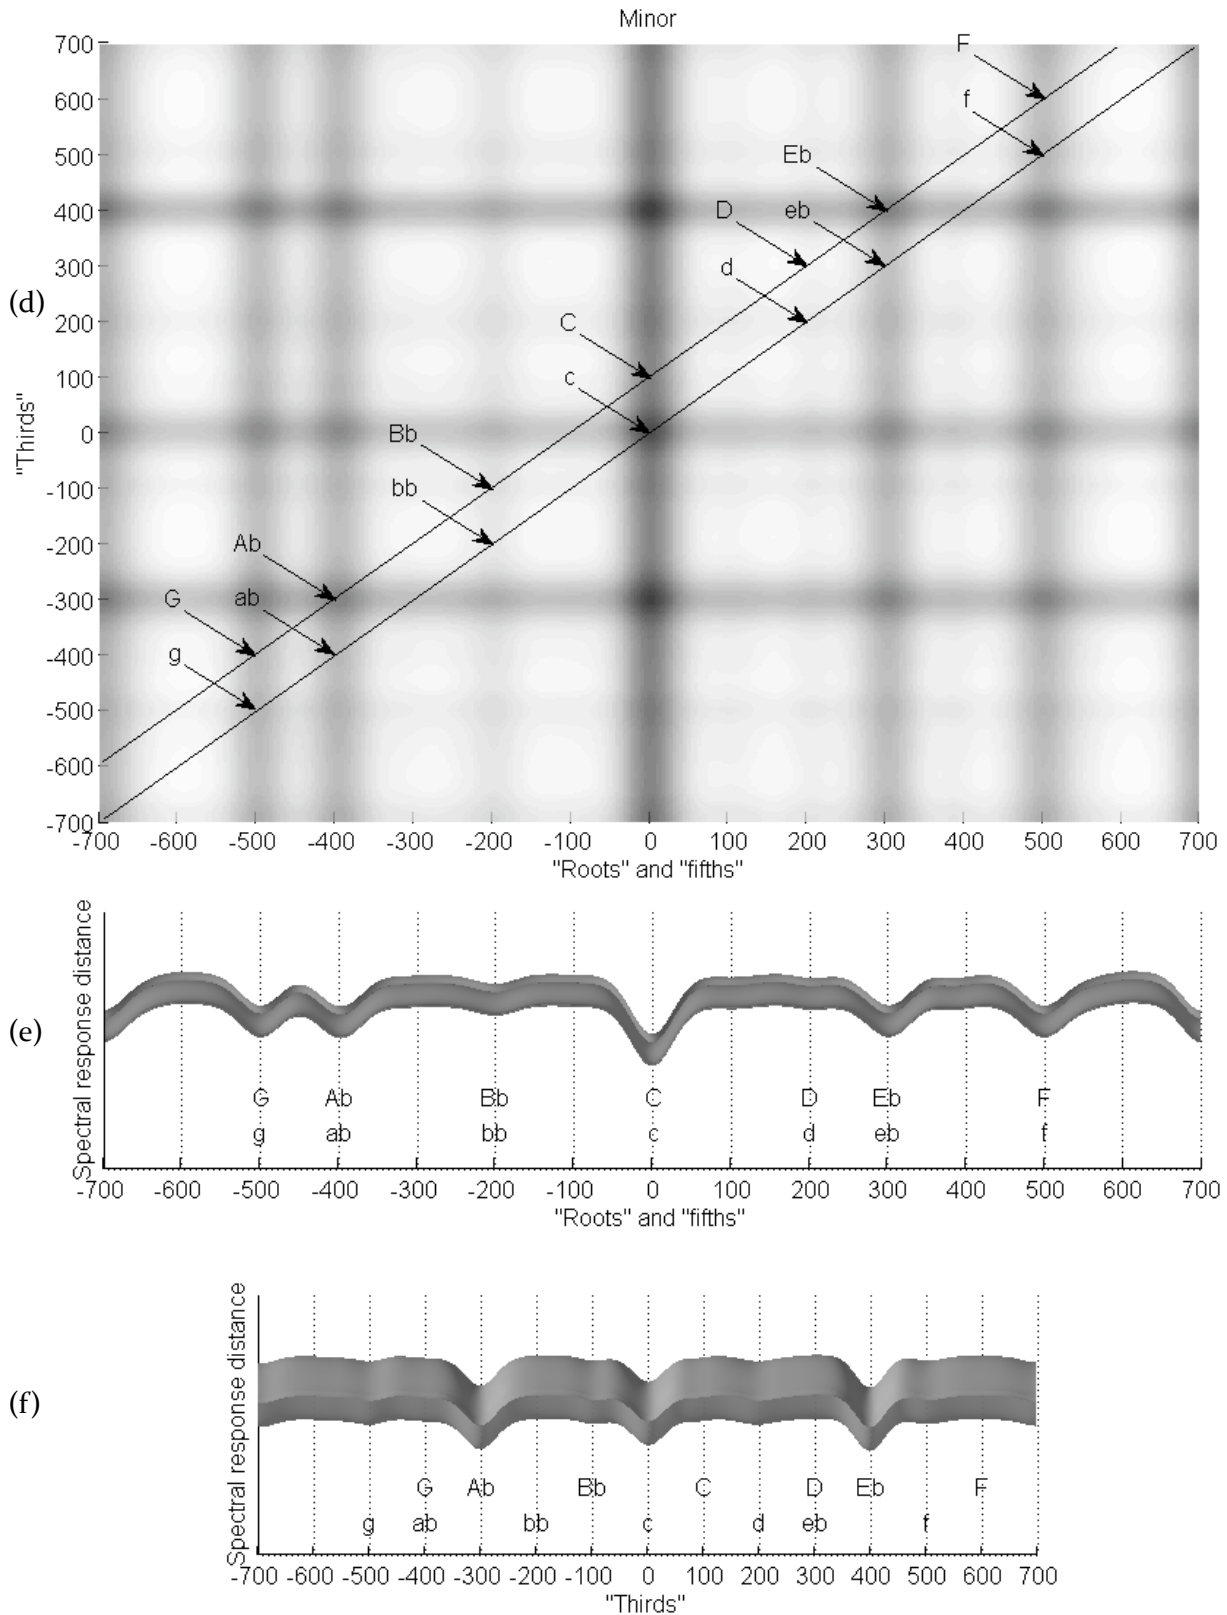 Minor
700
F
600
f
500
Eb
400
D
eb
300
d
(d)
200
C
100
c
"Thirds"
0
Bb
-100
bb
-200
Ab
-300
G
ab
-400
g
-500
-600
-700
-700 -600 -500 -400 -300 -200 -100 0 100 200 300 400 500 600 700
"Roots" and "fifths"
Spectral response distance
(e)
G Ab Bb C D Eb F
g ab bb c d eb f
-700 -600 -500 -400 -300 -200 -100 0 100 200 300 400 500 600 700
"Roots" and "fifths"
Spectral response distance
(f)
G Ab Bb C D Eb F
g ab bb c d eb f
-700 -600 -500 -400 -300 -200 -100 0 100 200 300 400 500 600 700
"Thirds"